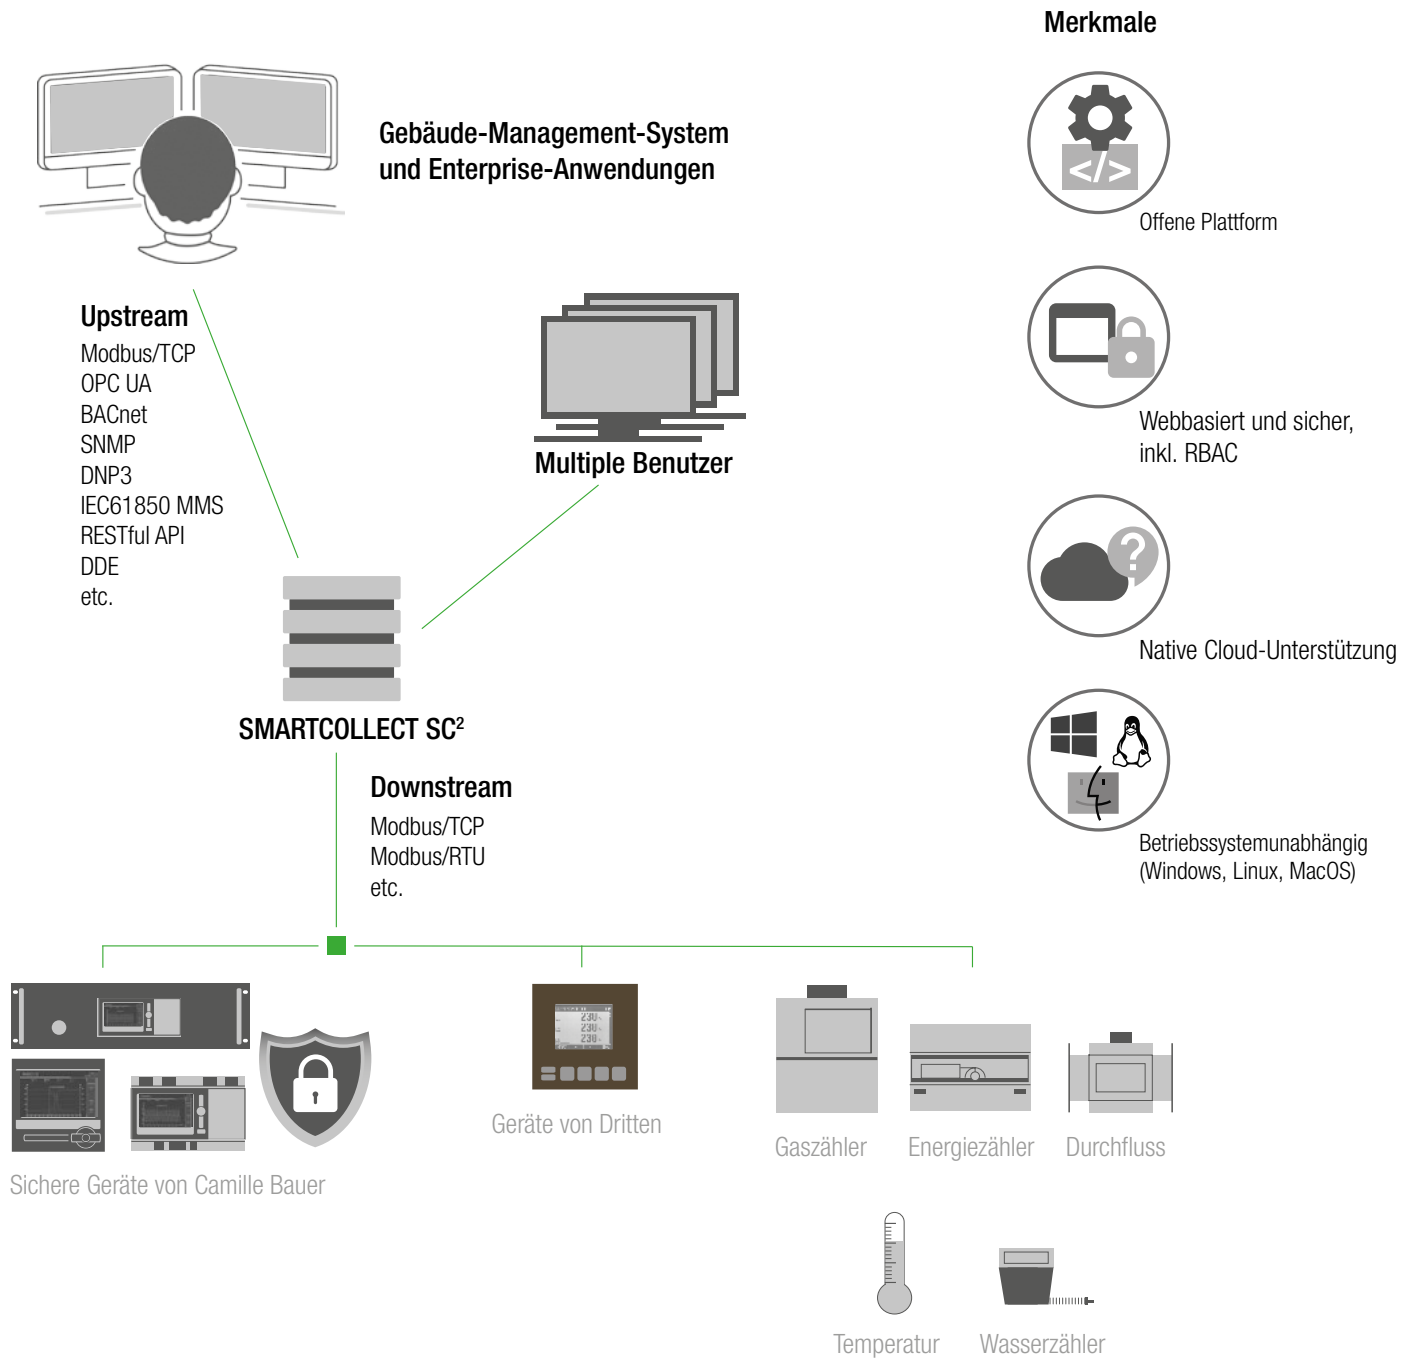 Merkmale
Gebäude-Management-System
und Enterprise-Anwendungen
</>
Offene Plattform
Upstream
Modbus/TCP
OPC UA
BACnet
SNMP
DNP3
IEC61850 MMS
RESTful API
DDE
etc.
Multiple Benutzer
Webbasiert und sicher,
inkl. RBAC
?
Native Cloud-Unterstützung
SMARTCOLLECT SC²
Downstream
Modbus/TCP
Modbus/RTU
etc.
Betriebssystemunabhängig
(Windows, Linux, MacOS)
230
230
230
Geräte von Dritten
Gaszähler
Energiezähler
Durchfluss
Sichere Geräte von Camille Bauer
Temperatur
Wasserzähler